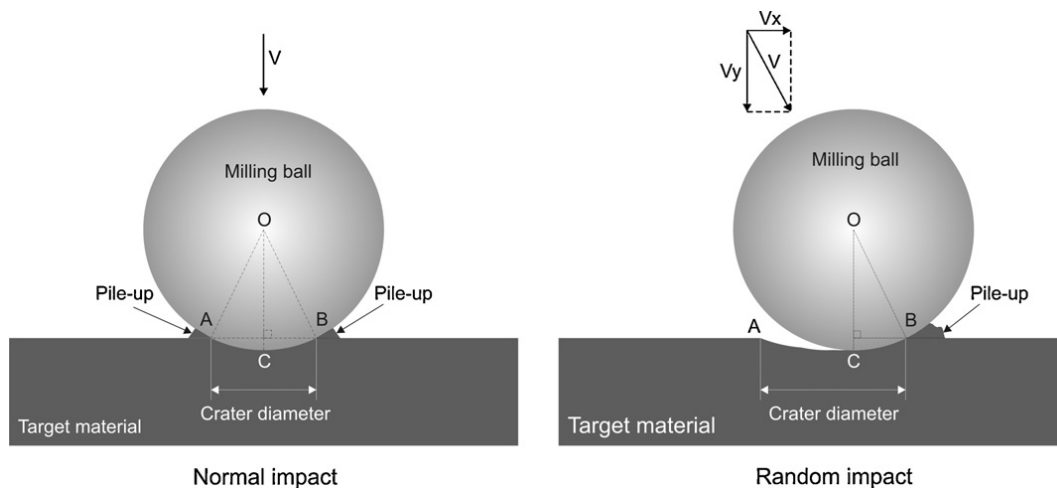 V
Milling ball
O
Pile-up
Pile-up
A
B
C
Crater diameter
Target material
Normal impact
Vx
Vy
V
Milling ball
O
Pile-up
A
B
C
Crater diameter
Target material
Random impact